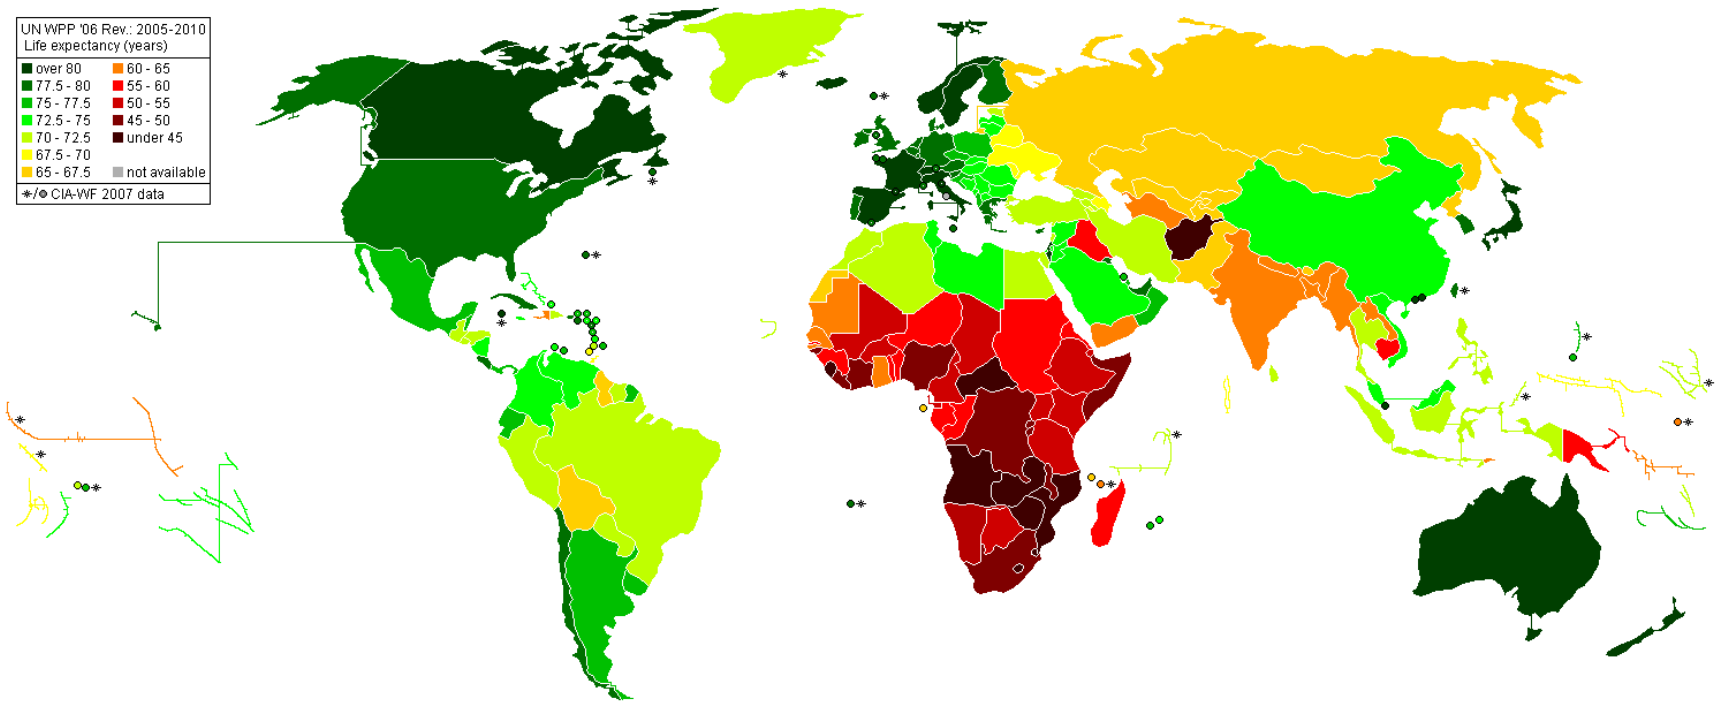 UN WPP '06 Rev.: 2005-2010
Life expectancy (years)
over 80
77.5 - 80
75 - 77.5
72.5 - 75
70 - 72.5
67.5 - 70
65 - 67.5
60 - 65
55 - 60
50 - 55
45 - 50
under 45
not available
✳/● CIA-WF 2007 data